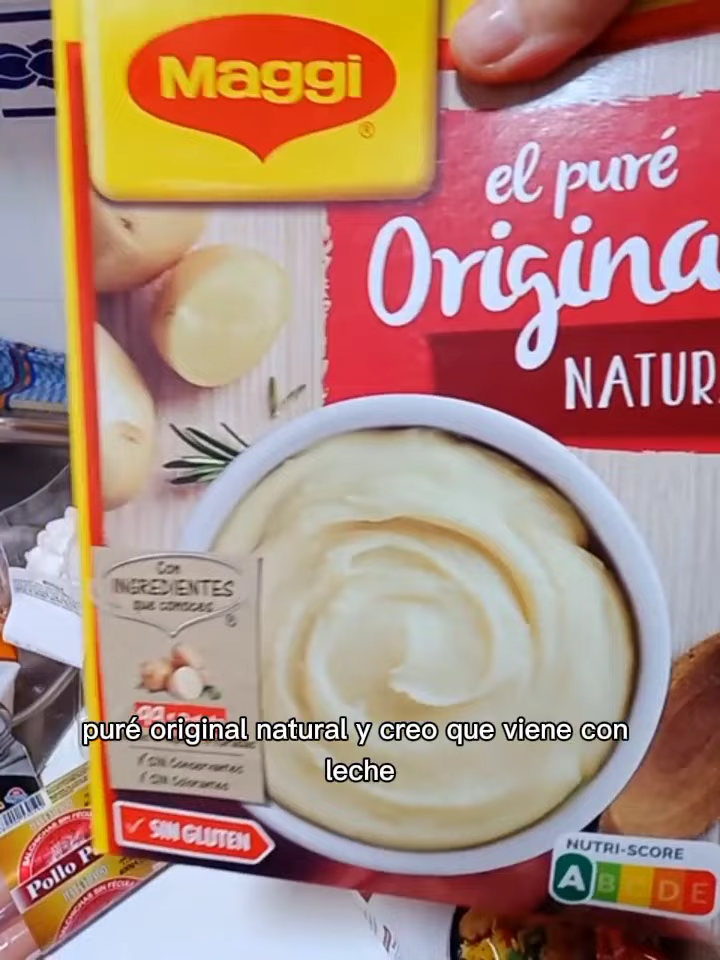 Maggi
®
el puré
Origina
NATUR
Con
INGREDIENTES
que conoces
®
puré original natural y creo que viene con
leche
Sin Conservantes
Sin Colorantes
SIN GLUTEN
NUTRI-SCORE
A B C D E
Pollo P